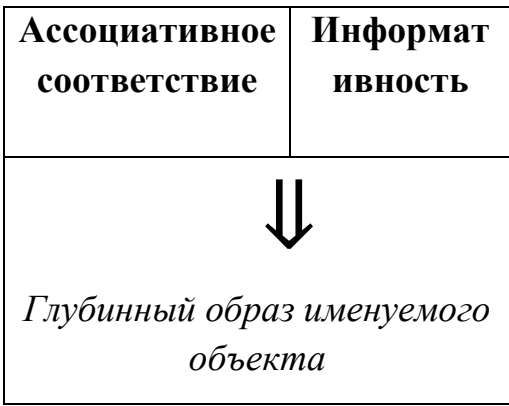 Ассоциативное
соответствие
Информат
ивность
⇓
Глубинный образ именуемого
объекта